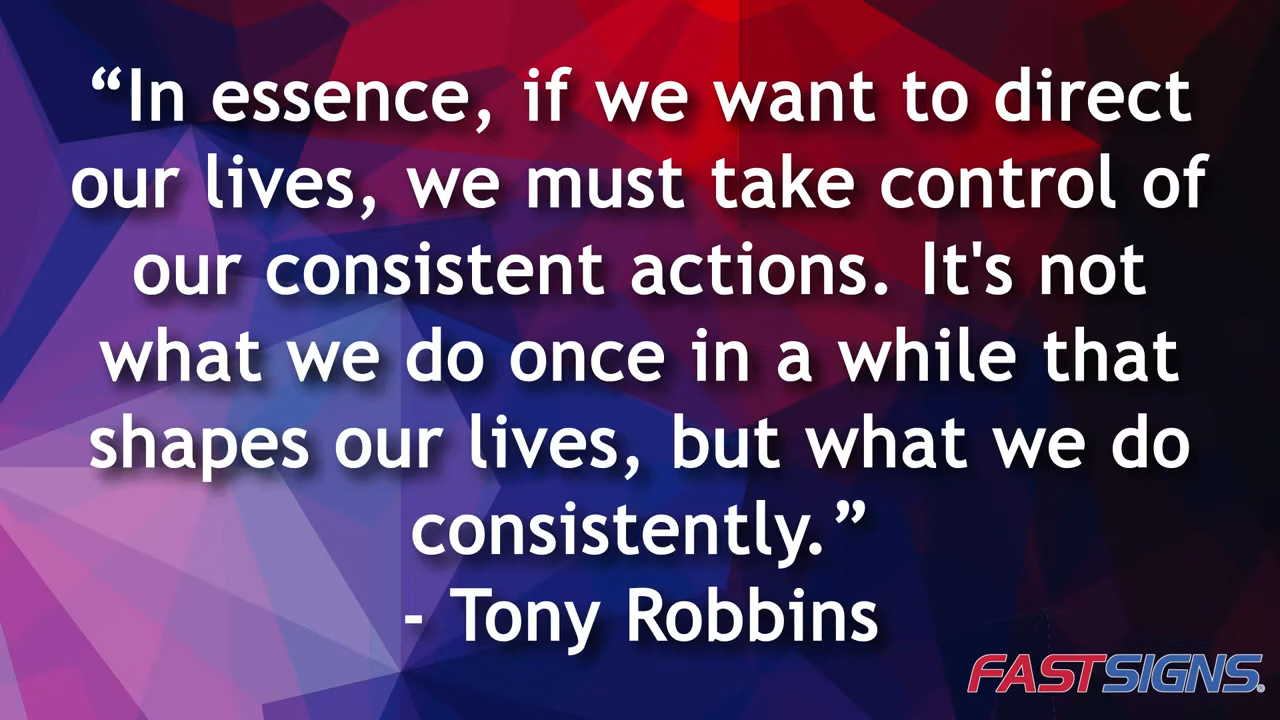 “In essence, if we want to direct
our lives, we must take control of
our consistent actions. It's not
what we do once in a while that
shapes our lives, but what we do
consistently.”
- Tony Robbins
FASTSIGNS®